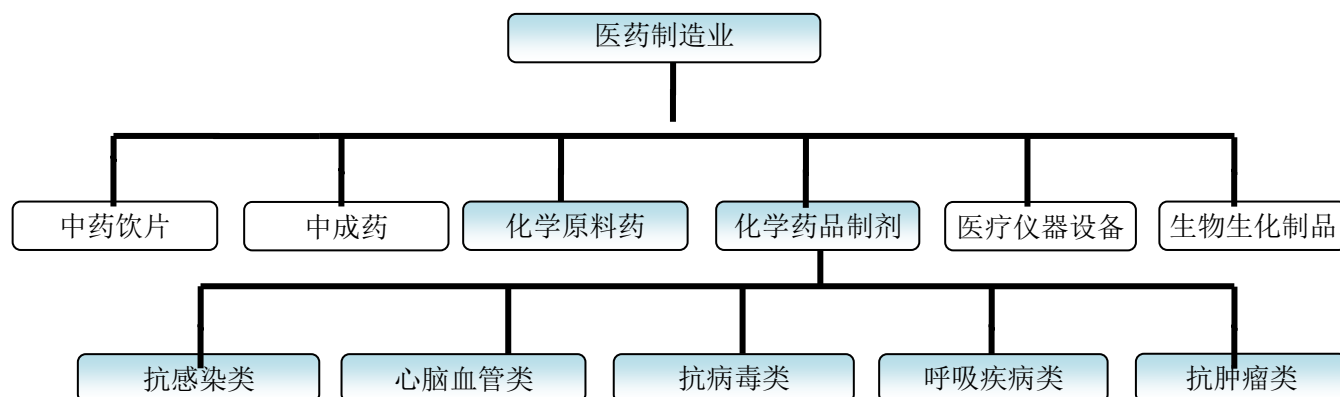 医药制造业
中药饮片
中成药
化学原料药
化学药品制剂
医疗仪器设备
生物生化制品
抗感染类
心脑血管类
抗病毒类
呼吸疾病类
抗肿瘤类